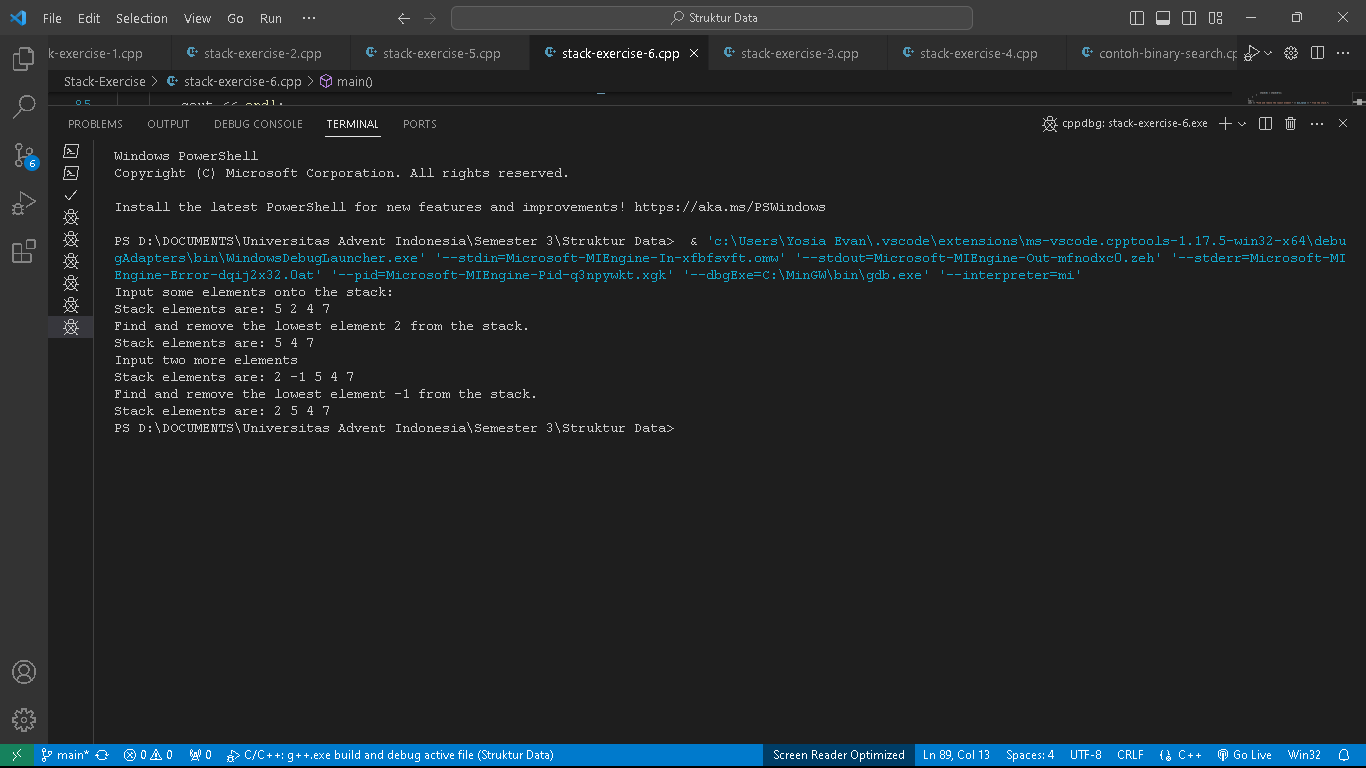 File Edit Selection View Go Run ··· Struktur Data
k-exercise-1.cpp stack-exercise-2.cpp stack-exercise-5.cpp stack-exercise-6.cpp stack-exercise-3.cpp stack-exercise-4.cpp contoh-binary-search.cp
Stack-Exercise > stack-exercise-6.cpp > main()
85 cout << endl;
PROBLEMS OUTPUT DEBUG CONSOLE TERMINAL PORTS cppdbg: stack-exercise-6.exe
Windows PowerShell
Copyright (C) Microsoft Corporation. All rights reserved.
Install the latest PowerShell for new features and improvements! https://aka.ms/PSWindows
PS D:\DOCUMENTS\Universitas Advent Indonesia\Semester 3\Struktur Data>  & 'c:\Users\Yosia Evan\.vscode\extensions\ms-vscode.cpptools-1.17.5-win32-x64\debu
gAdapters\bin\WindowsDebugLauncher.exe' '--stdin=Microsoft-MIEngine-In-xfbfsvft.omw' '--stdout=Microsoft-MIEngine-Out-mfnodxc0.zeh' '--stderr=Microsoft-MI
Engine-Error-dqij2x32.0at' '--pid=Microsoft-MIEngine-Pid-q3npywkt.xgk' '--dbgExe=C:\MinGW\bin\gdb.exe' '--interpreter=mi'
Input some elements onto the stack:
Stack elements are: 5 2 4 7
Find and remove the lowest element 2 from the stack.
Stack elements are: 5 4 7
Input two more elements
Stack elements are: 2 -1 5 4 7
Find and remove the lowest element -1 from the stack.
Stack elements are: 2 5 4 7
PS D:\DOCUMENTS\Universitas Advent Indonesia\Semester 3\Struktur Data>
6
main* 0 0 0 C/C++: g++.exe build and debug active file (Struktur Data) Screen Reader Optimized Ln 89, Col 13 Spaces: 4 UTF-8 CRLF {} C++ Go Live Win32